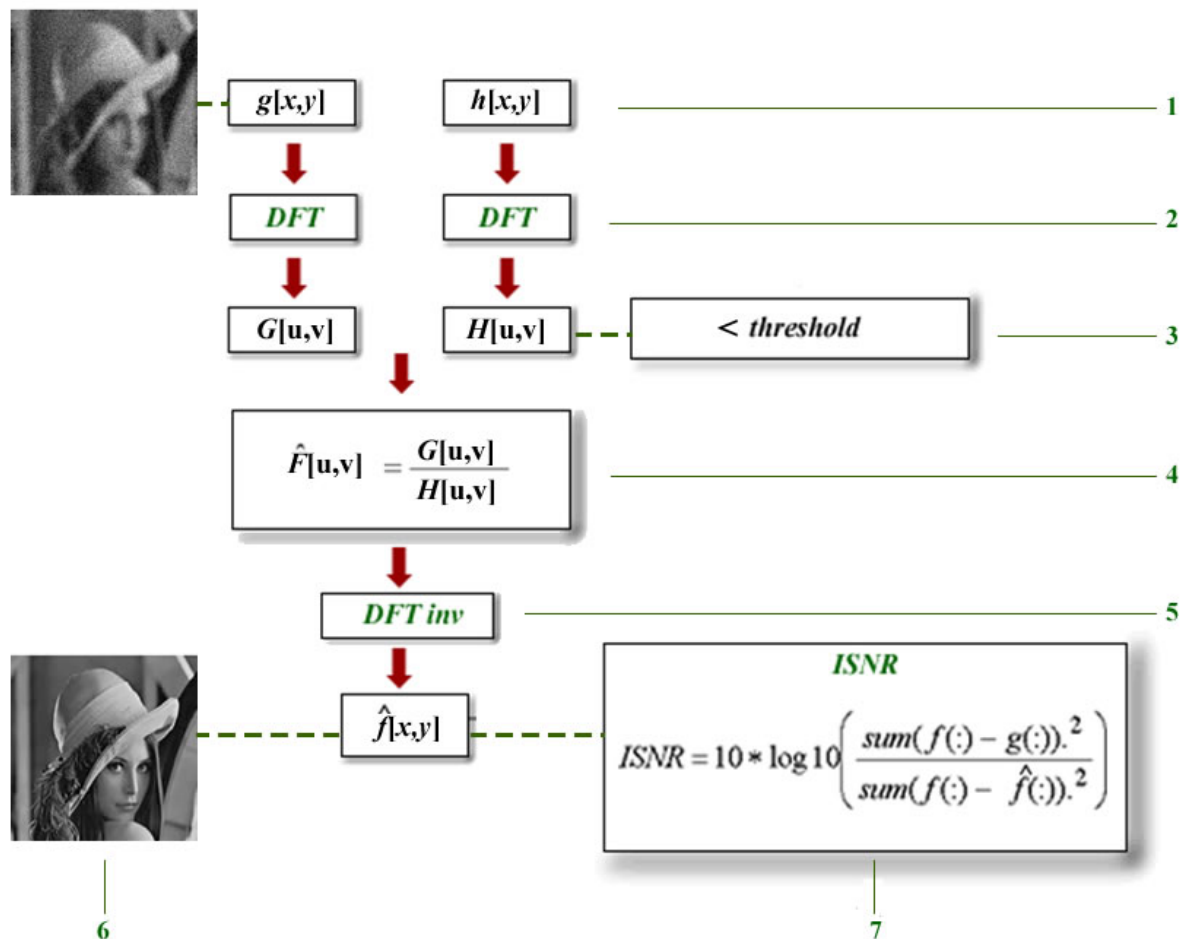 g[x,y] h[x,y] 1
DFT DFT 2
G[u,v] H[u,v] < threshold 3
F̂[u,v] = G[u,v] / H[u,v] 4
DFT inv 5
f̂[x,y]
ISNR
ISNR = 10 * log10( sum(f(:) − g(:)).^2 / sum(f(:) − f̂(:)).^2 )
6 7